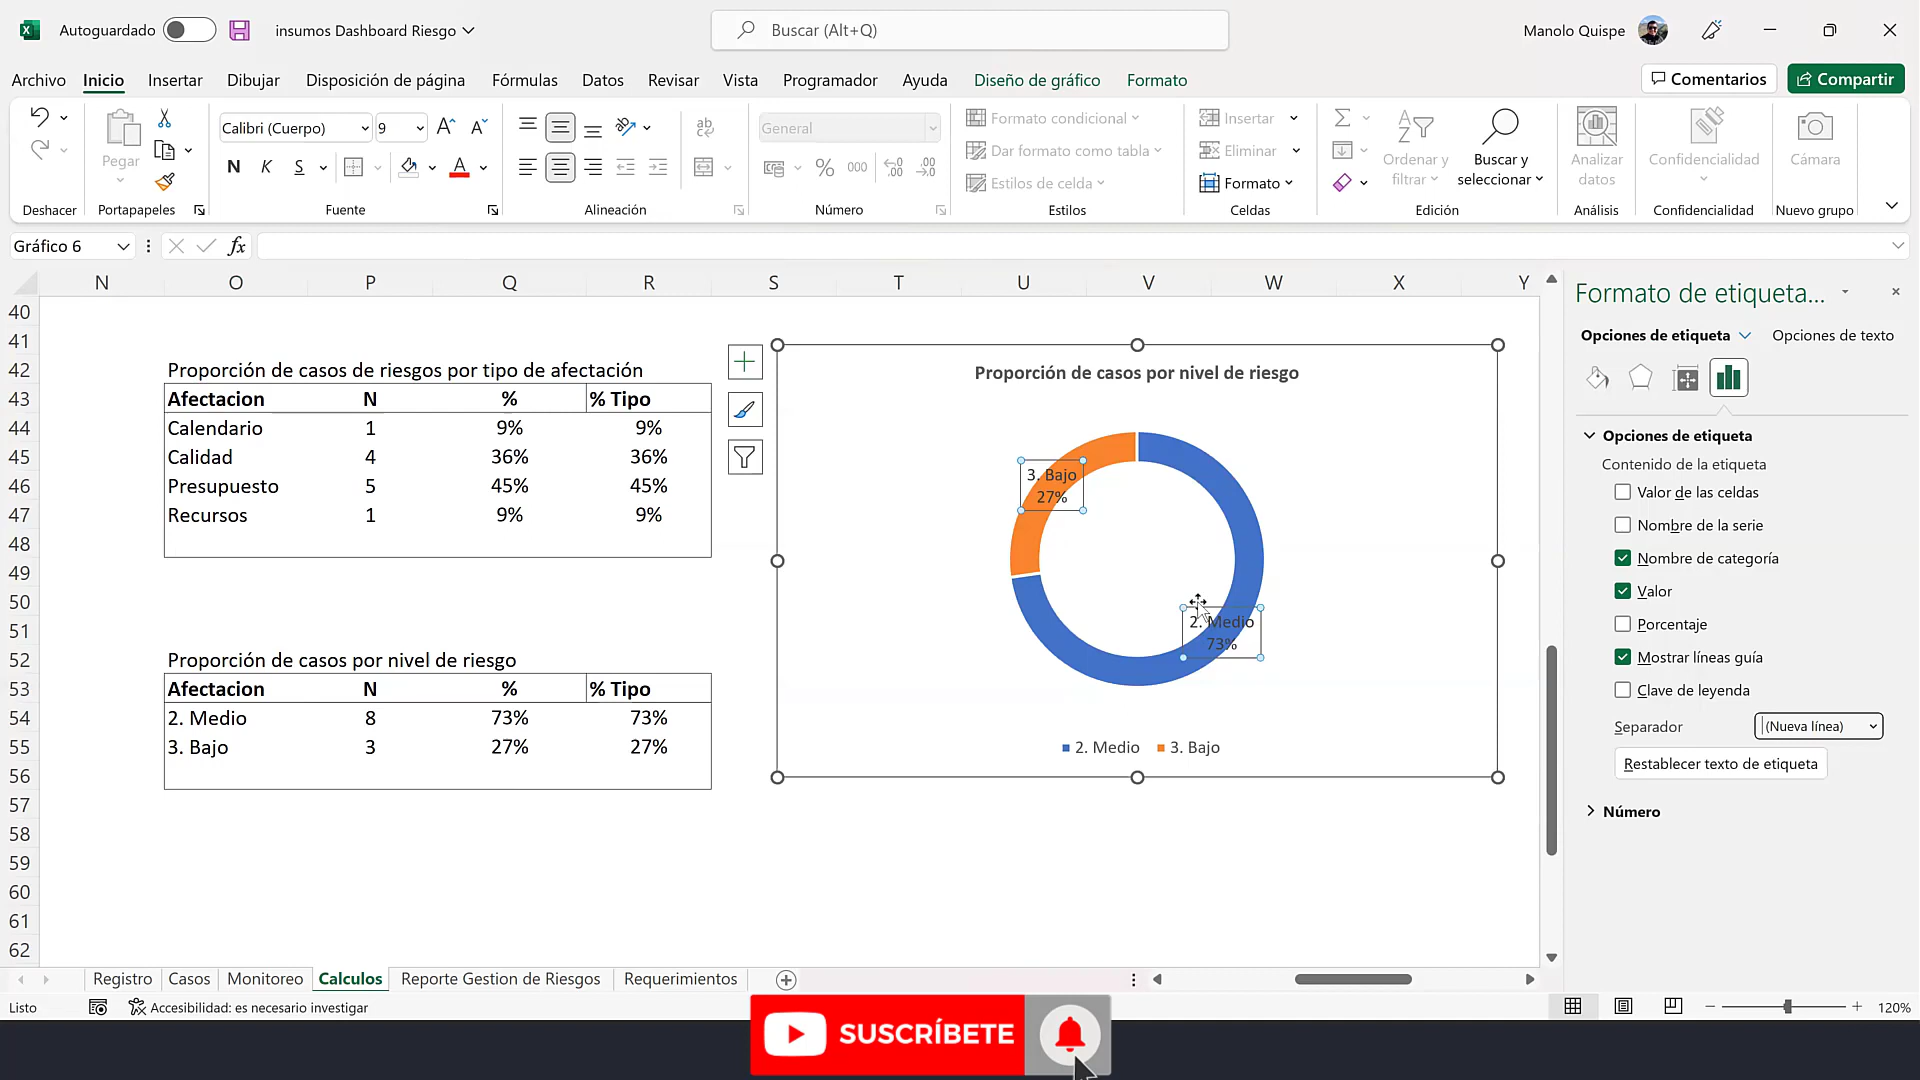 Autoguardado
insumos Dashboard Riesgo
Buscar (Alt+Q)
Manolo Quispe
Archivo Inicio Insertar Dibujar Disposición de página Fórmulas Datos Revisar Vista Programador Ayuda Diseño de gráfico Formato
Comentarios
Compartir
Pegar
Calibri (Cuerpo) 9
N K S
ab
General
% 000
Formato condicional
Dar formato como tabla
Estilos de celda
Insertar
Eliminar
Formato
Ordenar y filtrar
Buscar y seleccionar
Analizar datos
Confidencialidad
Cámara
Deshacer Portapapeles Fuente Alineación Número Estilos Celdas Edición Análisis Confidencialidad Nuevo grupo
Gráfico 6
fx
N O P Q R S T U V W X Y
40
41
42 Proporción de casos de riesgos por tipo de afectación
43 Afectacion N % % Tipo
44 Calendario 1 9% 9%
45 Calidad 4 36% 36%
46 Presupuesto 5 45% 45%
47 Recursos 1 9% 9%
48
49
50
51
52 Proporción de casos por nivel de riesgo
53 Afectacion N % % Tipo
54 2. Medio 8 73% 73%
55 3. Bajo 3 27% 27%
56
57
58
59
60
61
62
Proporción de casos por nivel de riesgo
3. Bajo
27%
2. Medio
73%
2. Medio 3. Bajo
Formato de etiqueta...
Opciones de etiqueta Opciones de texto
Opciones de etiqueta
Contenido de la etiqueta
Valor de las celdas
Nombre de la serie
Nombre de categoría
Valor
Porcentaje
Mostrar líneas guía
Clave de leyenda
Separador (Nueva línea)
Restablecer texto de etiqueta
Número
Registro Casos Monitoreo Calculos Reporte Gestion de Riesgos Requerimientos
Listo
Accesibilidad: es necesario investigar
120%
SUSCRÍBETE